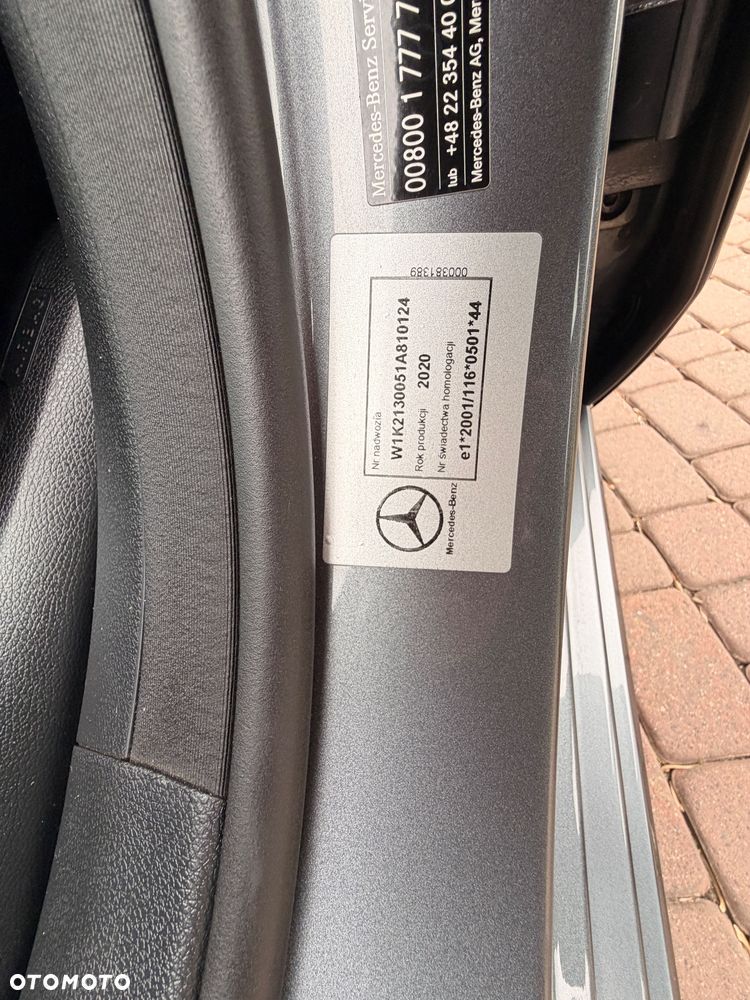 Mercedes-Benz Servi
00800 1 777 7
lub +48 22 354 40 0
Mercedes-Benz AG, Mer
000381389
Nr nadwozia
W1K2130051A810124
Rok produkcji 2020
Nr świadectwa homologacji
e1*2001/116*0501*44
Mercedes-Benz
OTOMOTO